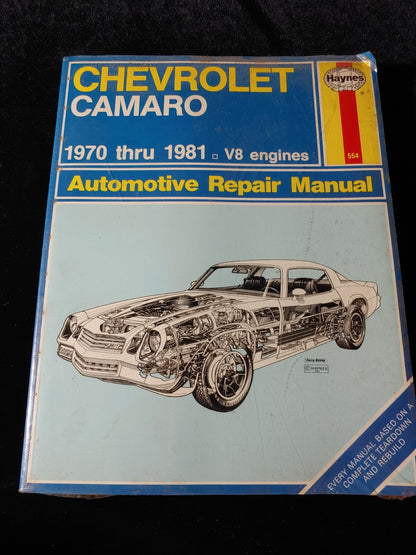 CHEVROLET
CAMARO
Haynes
1970 thru 1981 □ V8 engines
554
Automotive Repair Manual
© HAYNES
EVERY MANUAL BASED ON A
COMPLETE TEARDOWN
AND REBUILD